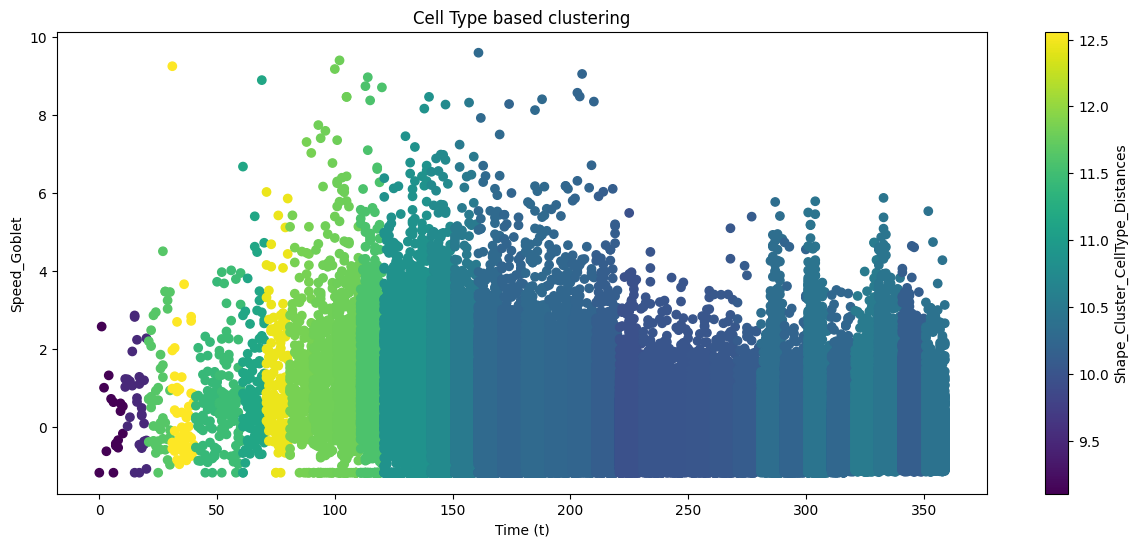 Cell Type based clustering
10
8
6
4
2
0
Speed_Goblet
0 50 100 150 200 250 300 350
Time (t)
12.5
12.0
11.5
11.0
10.5
10.0
9.5
Shape_Cluster_CellType_Distances